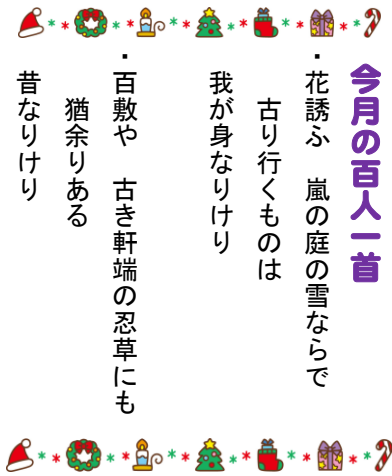 今月の百人一首
・花誘ふ　嵐の庭の雪ならで
古り行くものは
我が身なりけり
・百敷や　古き軒端の忍草にも
猶余りある
昔なりけり